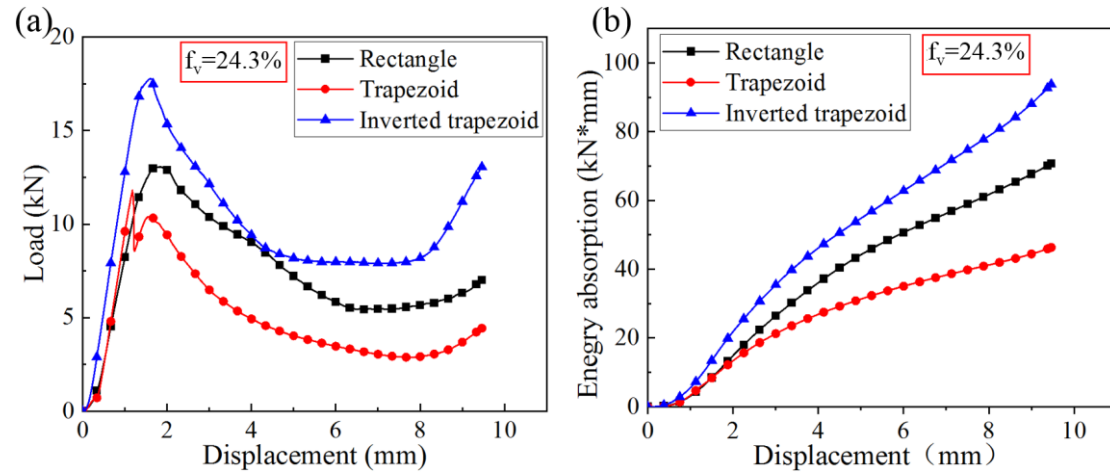 (a)
20
15
10
5
0
Load (kN)
f_v=24.3%
Rectangle
Trapezoid
Inverted trapezoid
0 2 4 6 8 10
Displacement (mm)
(b)
100
80
60
40
20
0
Enegry absorption (kN*mm)
Rectangle
Trapezoid
Inverted trapezoid
f_v=24.3%
0 2 4 6 8 10
Displacement（mm）